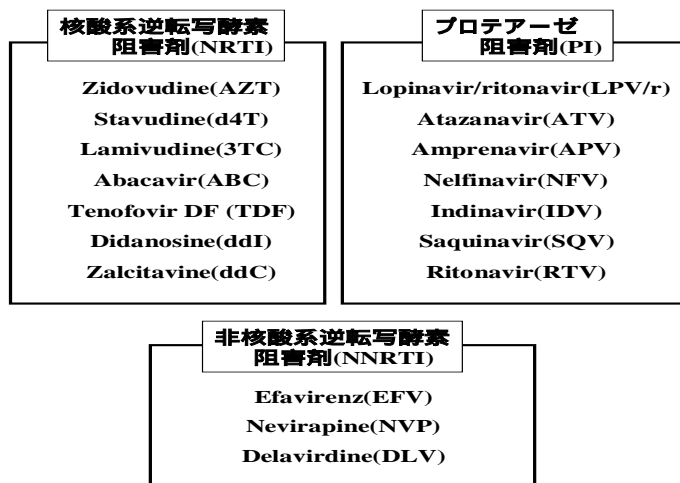 核酸系逆転写酵素
阻害剤(NRTI)
Zidovudine(AZT)
Stavudine(d4T)
Lamivudine(3TC)
Abacavir(ABC)
Tenofovir DF (TDF)
Didanosine(ddI)
Zalcitavine(ddC)
プロテアーゼ
阻害剤(PI)
Lopinavir/ritonavir(LPV/r)
Atazanavir(ATV)
Amprenavir(APV)
Nelfinavir(NFV)
Indinavir(IDV)
Saquinavir(SQV)
Ritonavir(RTV)
非核酸系逆転写酵素
阻害剤(NNRTI)
Efavirenz(EFV)
Nevirapine(NVP)
Delavirdine(DLV)